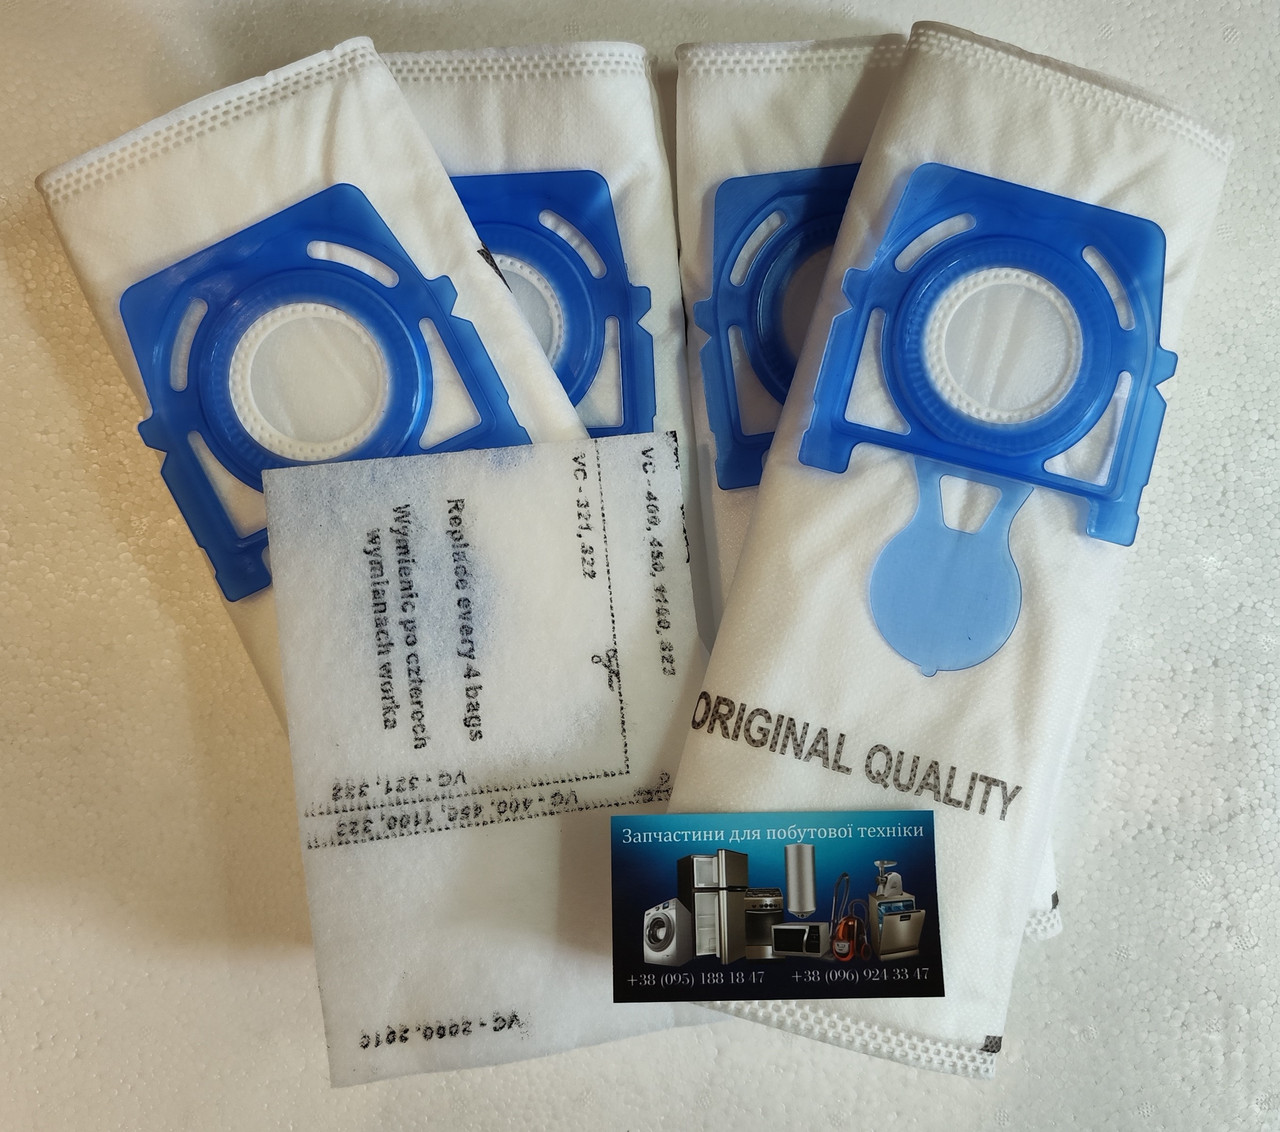 VC - 400, 450, 1100, 323
VC - 321, 322
Replace every 4 bags
Wymienic po czterech
wymianach worka
VC - 321, 322
VC - 400, 450, 1100, 323
VC - 2000, 2010
ORIGINAL QUALITY
Запчастини для побутової техніки
+38 (095) 188 18 47 +38 (096) 924 33 47